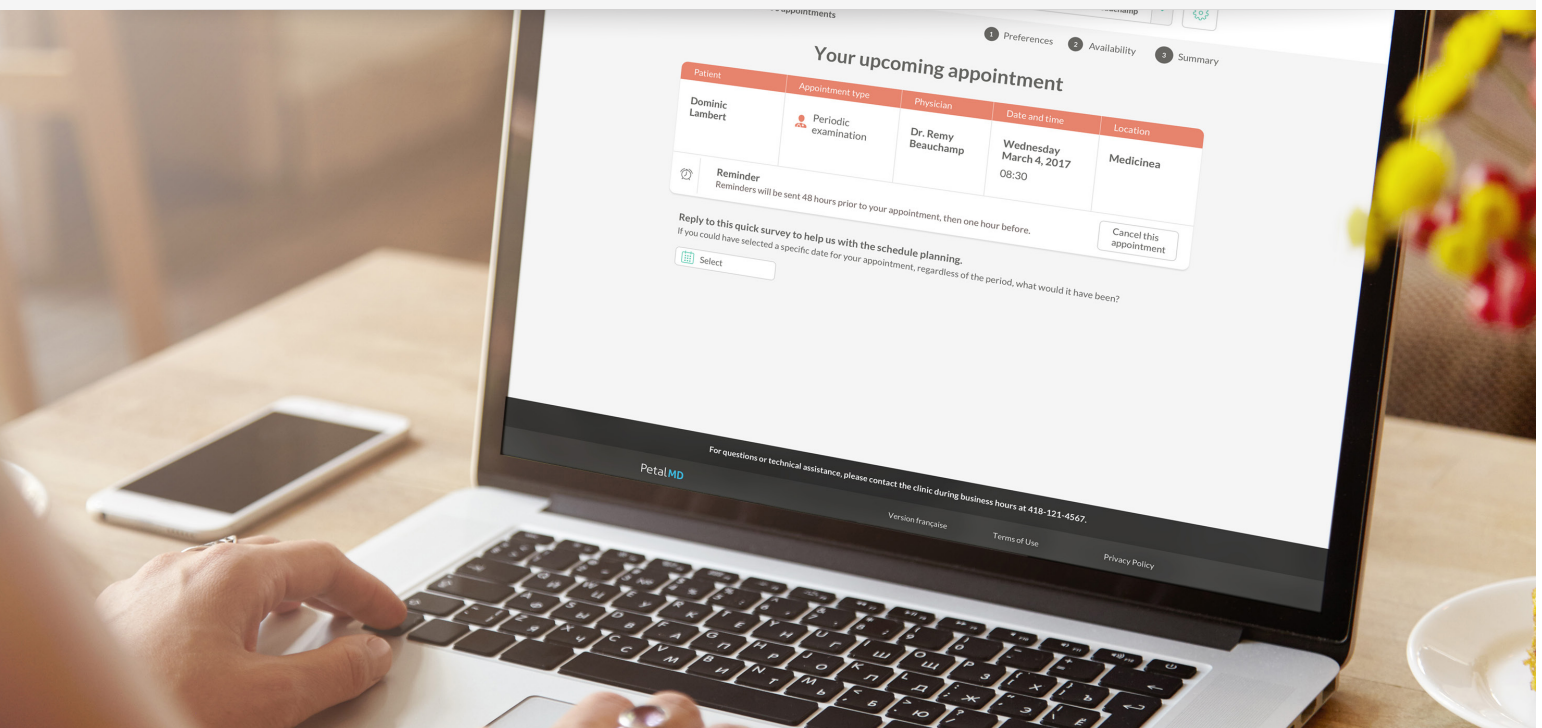 appointments
1 Preferences 2 Availability 3 Summary
Your upcoming appointment
Patient Appointment type Physician Date and time Location
Dominic
Lambert
Periodic
examination
Dr. Remy
Beauchamp
Wednesday
March 4, 2017
08:30
Medicinea
Reminder
Reminders will be sent 48 hours prior to your appointment, then one hour before.
Cancel this
appointment
Reply to this quick survey to help us with the schedule planning.
If you could have selected a specific date for your appointment, regardless of the period, what would it have been?
Select
For questions or technical assistance, please contact the clinic during business hours at 418-121-4567.
PetalMD
Version française Terms of Use Privacy Policy